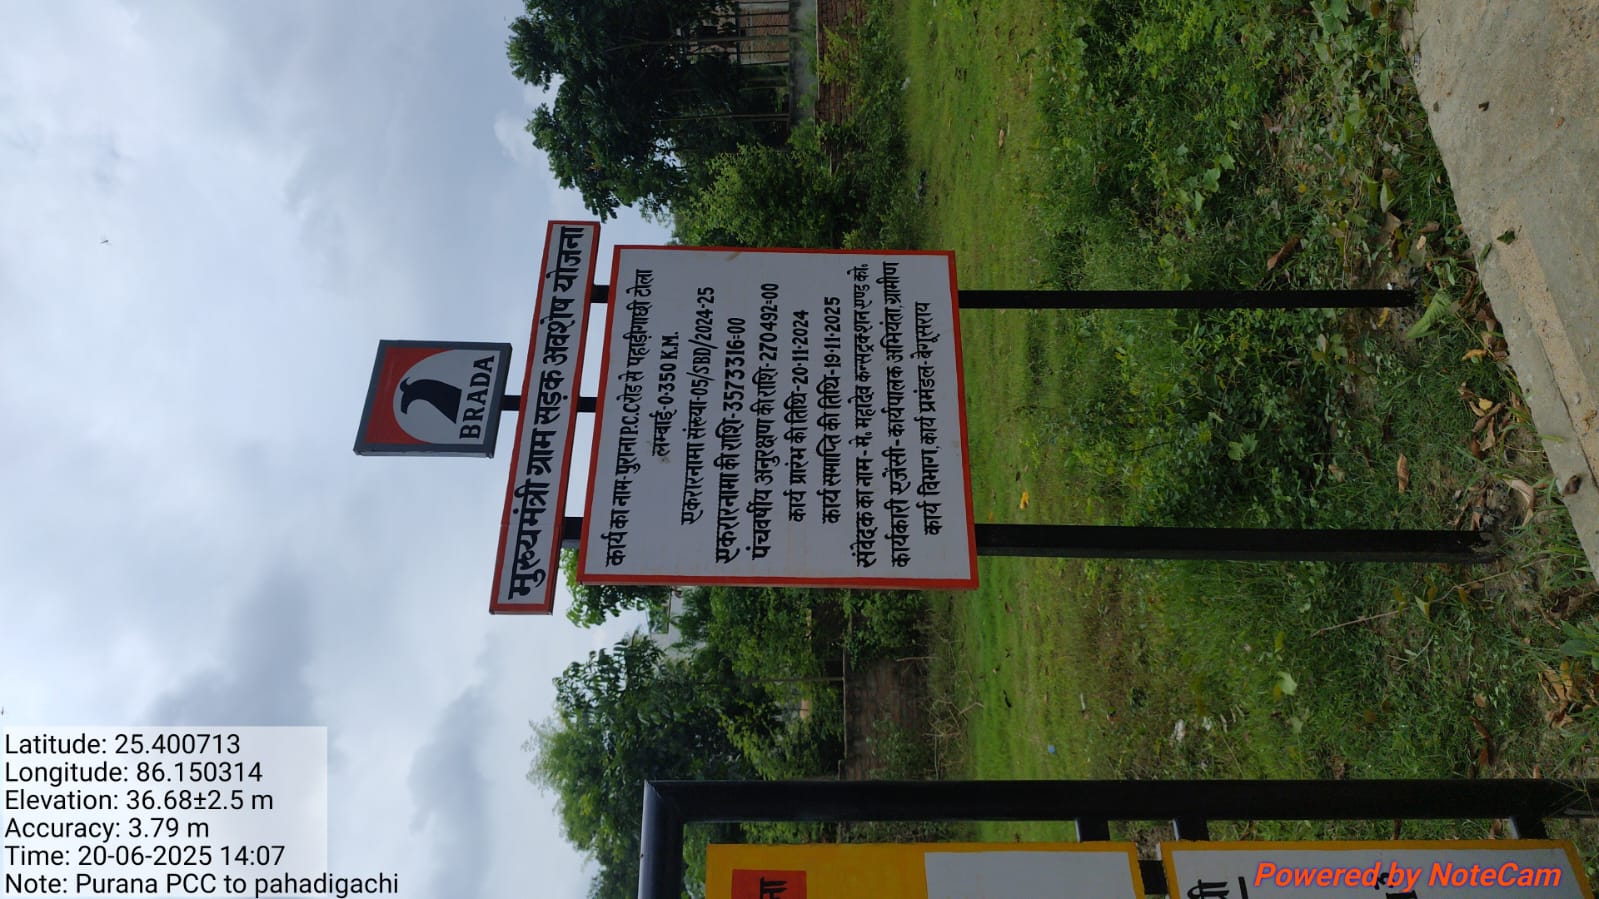 BRADA
मुख्यमंत्री ग्राम सड़क अवशेष योजना
कार्य का नाम-पुराना P.C.C रोड से पहाड़ीगाछी टोला
लम्बाई-0.350 K.M.
एकरारनामा संख्या-05/SBD/2024-25
एकरारनामा की राशि-3573316=00
पंचवर्षीय अनुरक्षण की राशि-270492=00
कार्य प्रारंभ की तिथि-20-11-2024
कार्य समाप्ति की तिथि-19-11-2025
संवेदक का नाम - मे. महादेव कन्सट्रक्शन एण्ड को.
कार्यकारी एजेंसी - कार्यपालक अभियंता, ग्रामीण
कार्य विभाग, कार्य प्रमंडल-बेगूसराय
Latitude: 25.400713
Longitude: 86.150314
Elevation: 36.68±2.5 m
Accuracy: 3.79 m
Time: 20-06-2025 14:07
Note: Purana PCC to pahadigachi
Powered by NoteCam